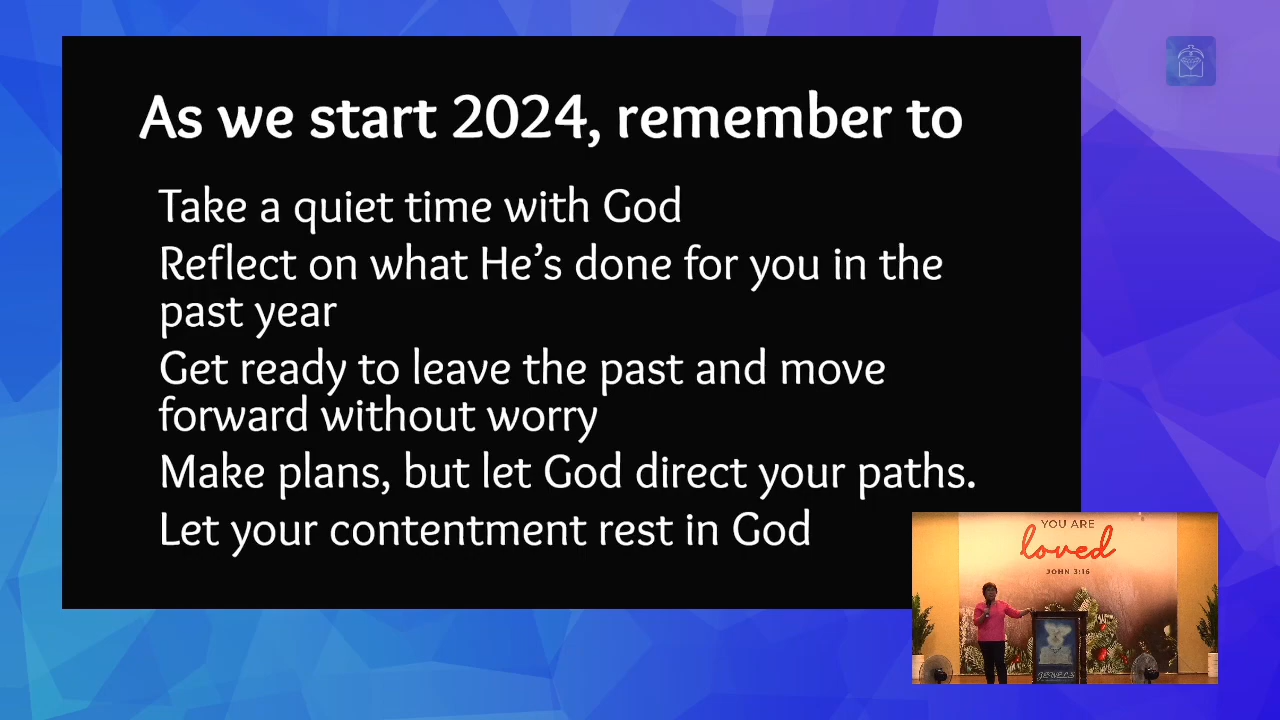 As we start 2024, remember to
Take a quiet time with God
Reflect on what He's done for you in the
past year
Get ready to leave the past and move
forward without worry
Make plans, but let God direct your paths.
Let your contentment rest in God
YOU ARE
loved
JOHN 3:16
JEWELS